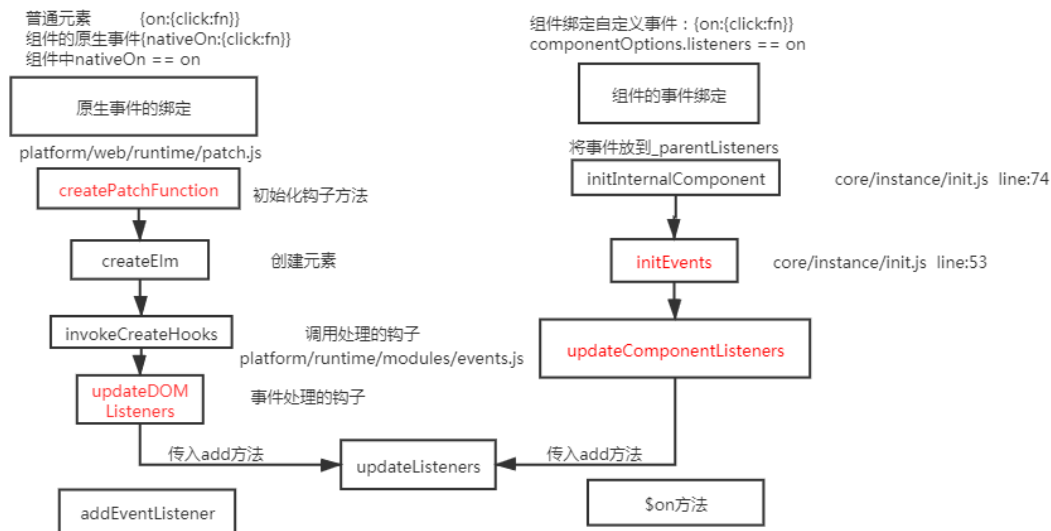 普通元素 {on:{click:fn}}
组件的原生事件{nativeOn:{click:fn}}
组件中nativeOn == on
原生事件的绑定
platform/web/runtime/patch.js
createPatchFunction
初始化钩子方法
createElm
创建元素
invokeCreateHooks
调用处理的钩子
platform/runtime/modules/events.js
updateDOM
Listeners
事件处理的钩子
传入add方法
updateListeners
addEventListener
组件绑定自定义事件：{on:{click:fn}}
componentOptions.listeners == on
组件的事件绑定
将事件放到_parentListeners
initInternalComponent
core/instance/init.js line:74
initEvents
core/instance/init.js line:53
updateComponentListeners
传入add方法
$on方法